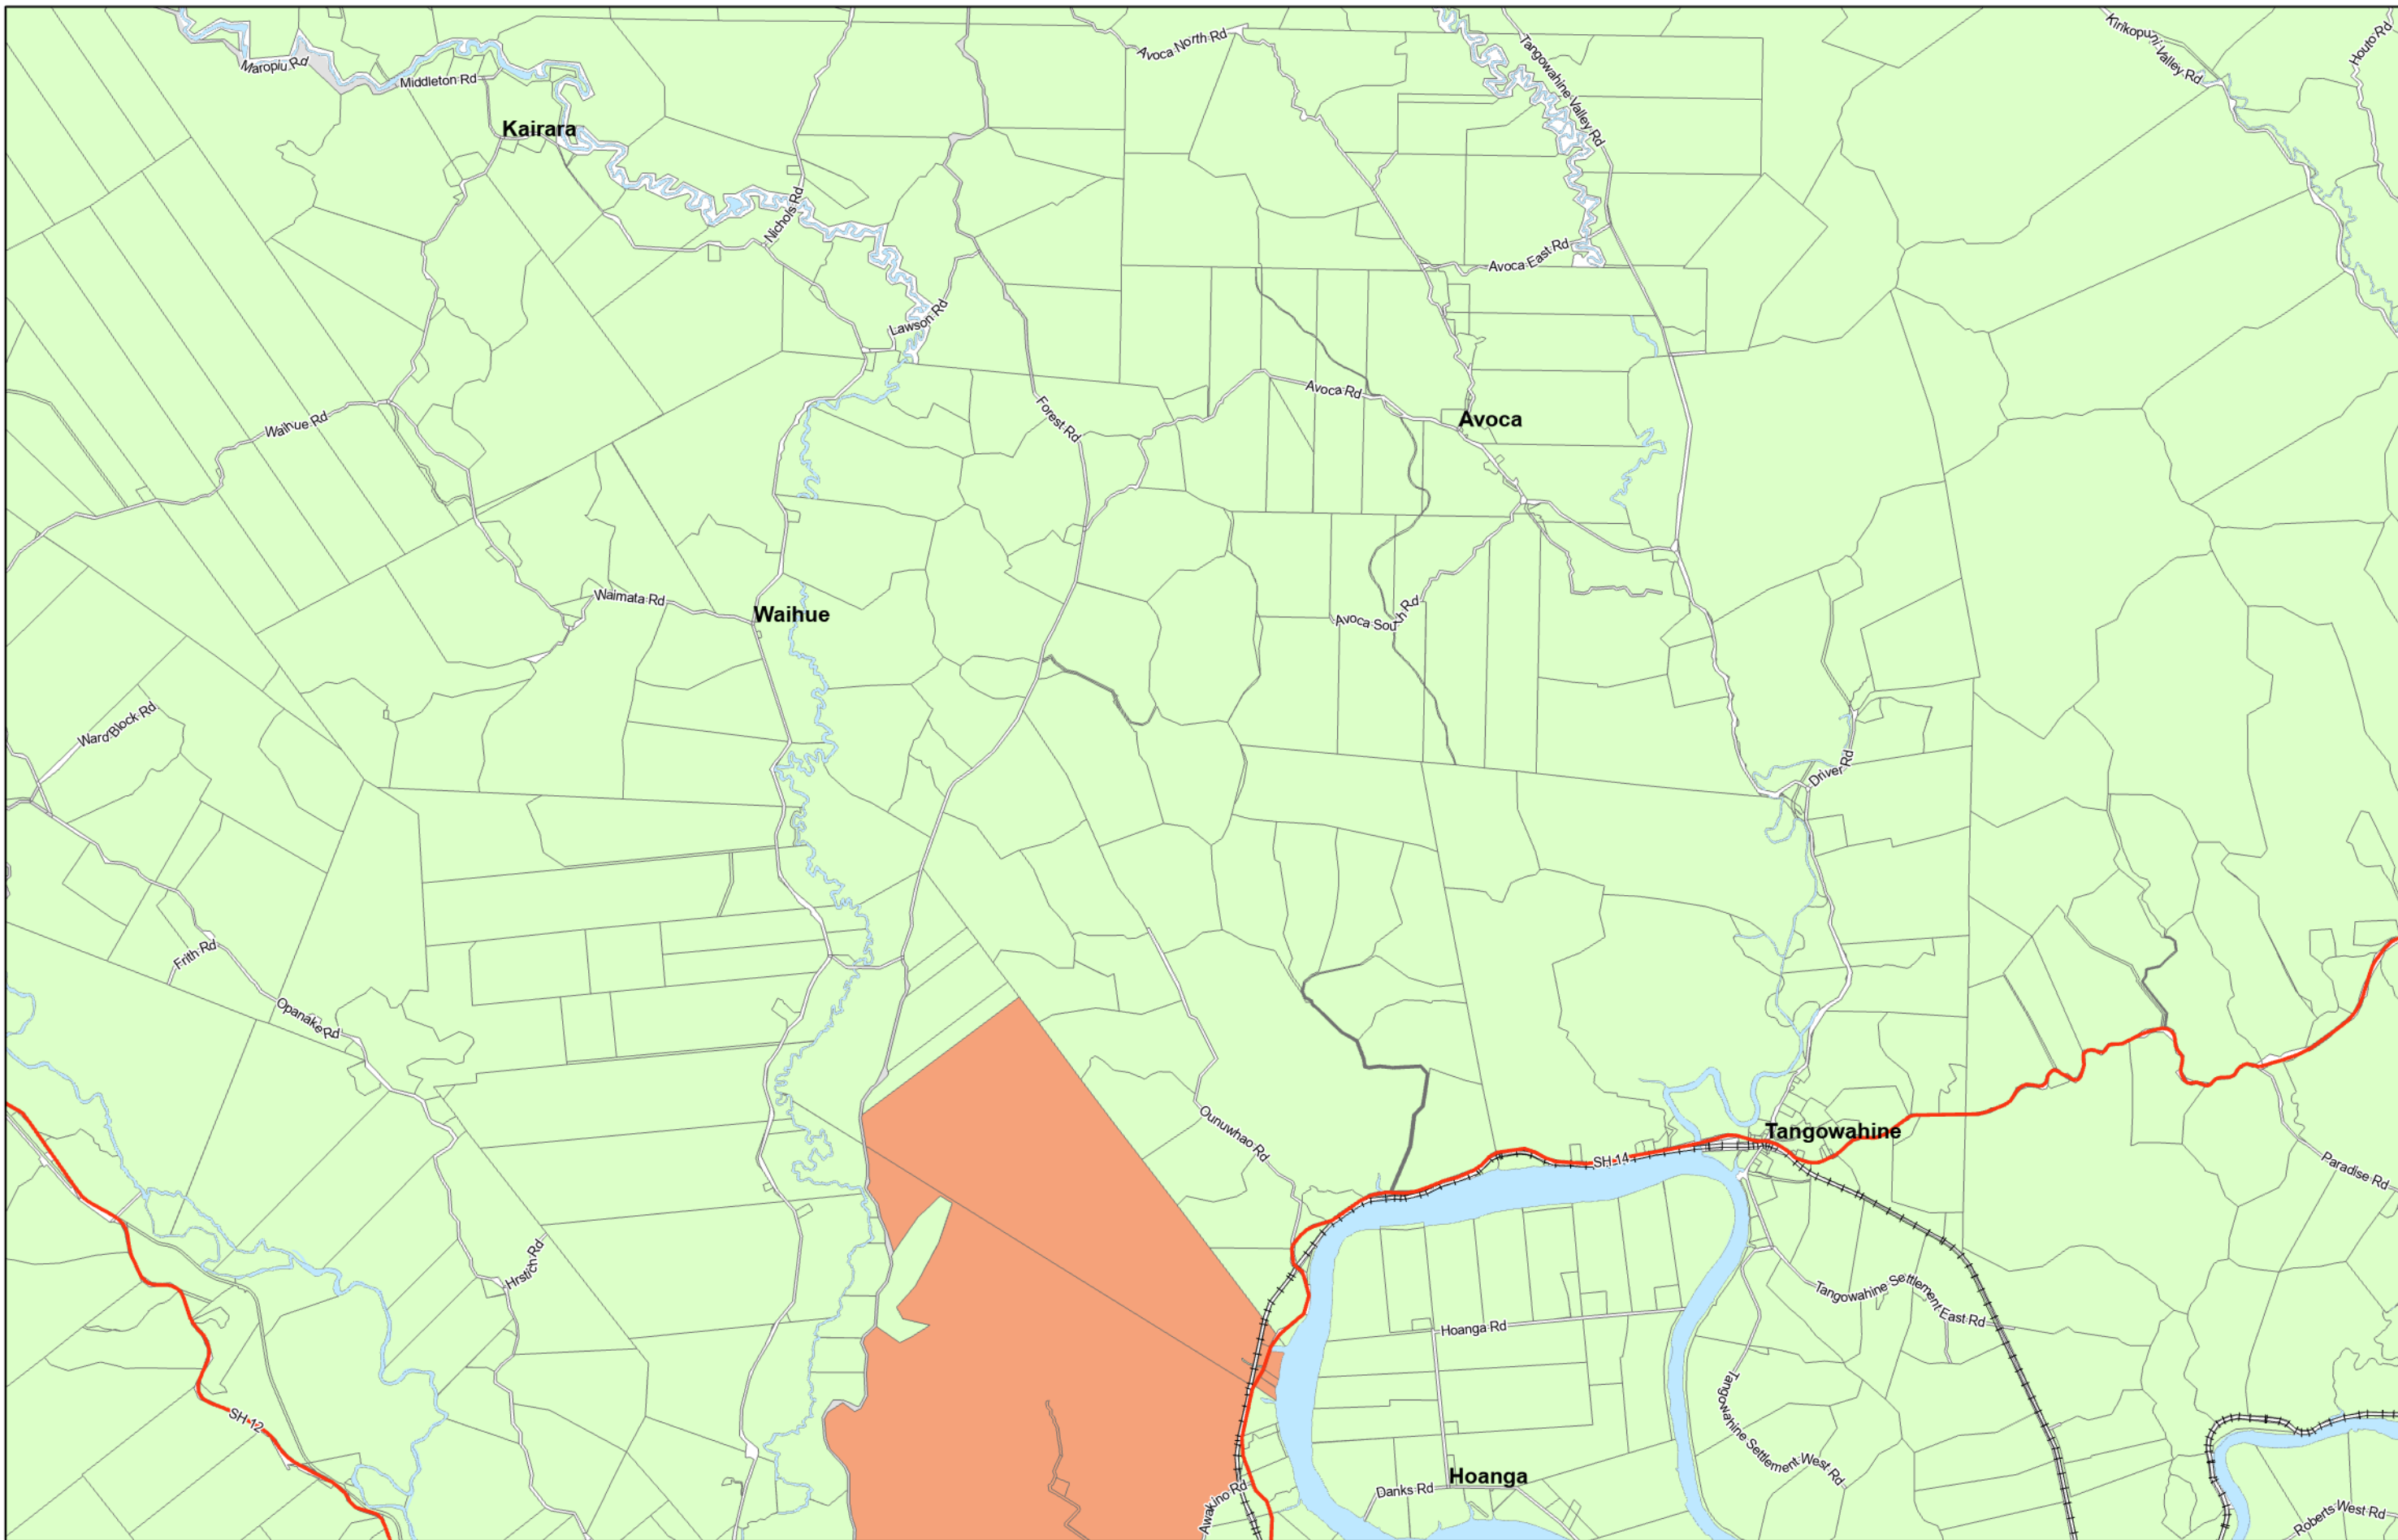 Kirikopuni Valley Rd
Houto Rd
Avoca North Rd
Tangowahine Valley Rd
Maropiu Rd
Middleton Rd
Kairara
Nichols Rd
Avoca East Rd
Lawson Rd
Avoca Rd
Forest Rd
Waihue Rd
Avoca
Waimata Rd
Waihue
Avoca South Rd
Ward Block Rd
Driver Rd
Frith Rd
Opanake Rd
Ounuwhao Rd
Tangowahine
SH 14
Paradise Rd
Hrstich Rd
Tangowahine Settlement East Rd
Hoanga Rd
Tangowahine Settlement West Rd
SH 12
Hoanga
Danks Rd
Awakino Rd
Roberts West Rd